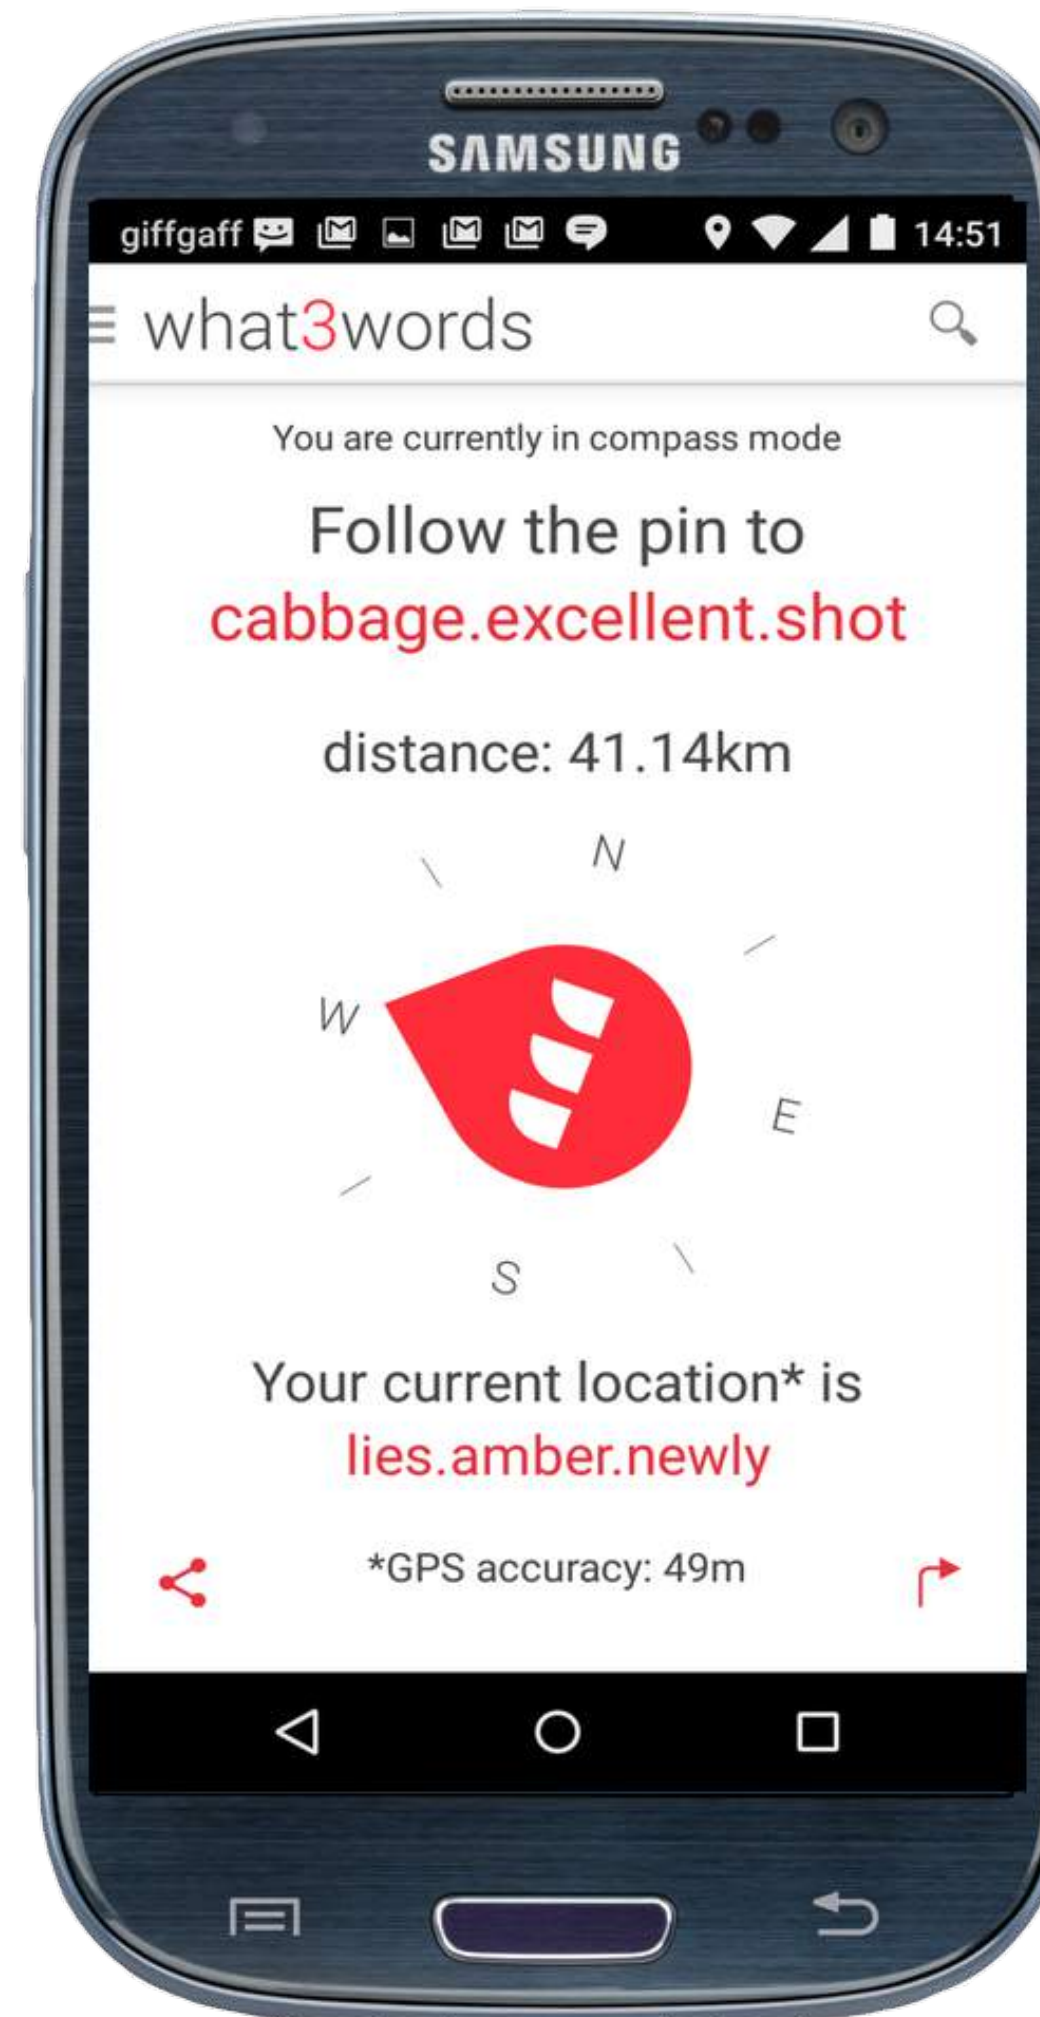 SAMSUNG
giffgaff 14:51
what3words
You are currently in compass mode
Follow the pin to
cabbage.excellent.shot
distance: 41.14km
N
W
E
S
Your current location* is
lies.amber.newly
*GPS accuracy: 49m